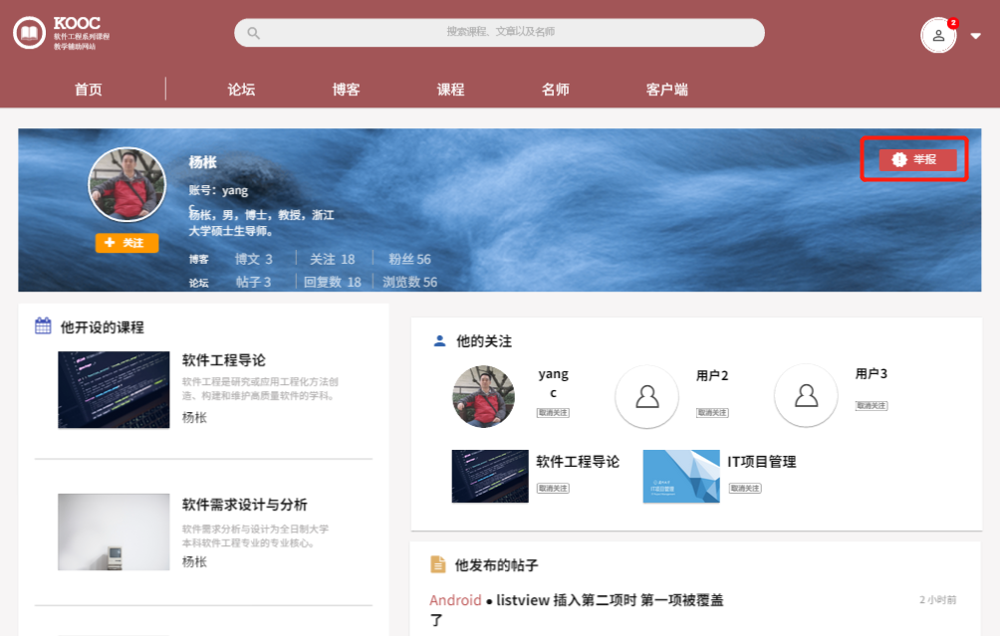 KOOC
软件工程系列课程
教学辅助网站
搜索课程、文章以及名师
2
首页
论坛
博客
课程
名师
客户端
杨枨
账号：yang
c
杨枨，男，博士，教授，浙江
大学硕士生导师。
关注
博客 博文 3 关注 18 粉丝 56
论坛 帖子 3 回复数 18 浏览数 56
举报
他开设的课程
软件工程导论
软件工程是研究或应用工程化方法创
造、构建和维护高质量软件的学科。
杨枨
软件需求设计与分析
软件需求分析与设计为全日制大学
本科软件工程专业的专业核心。
杨枨
他的关注
yang
c
取消关注
用户2
取消关注
用户3
取消关注
软件工程导论
取消关注
IT项目管理
IT项目管理
取消关注
他发布的帖子
Android ● listview 插入第二项时 第一项被覆盖
了
2 小时前